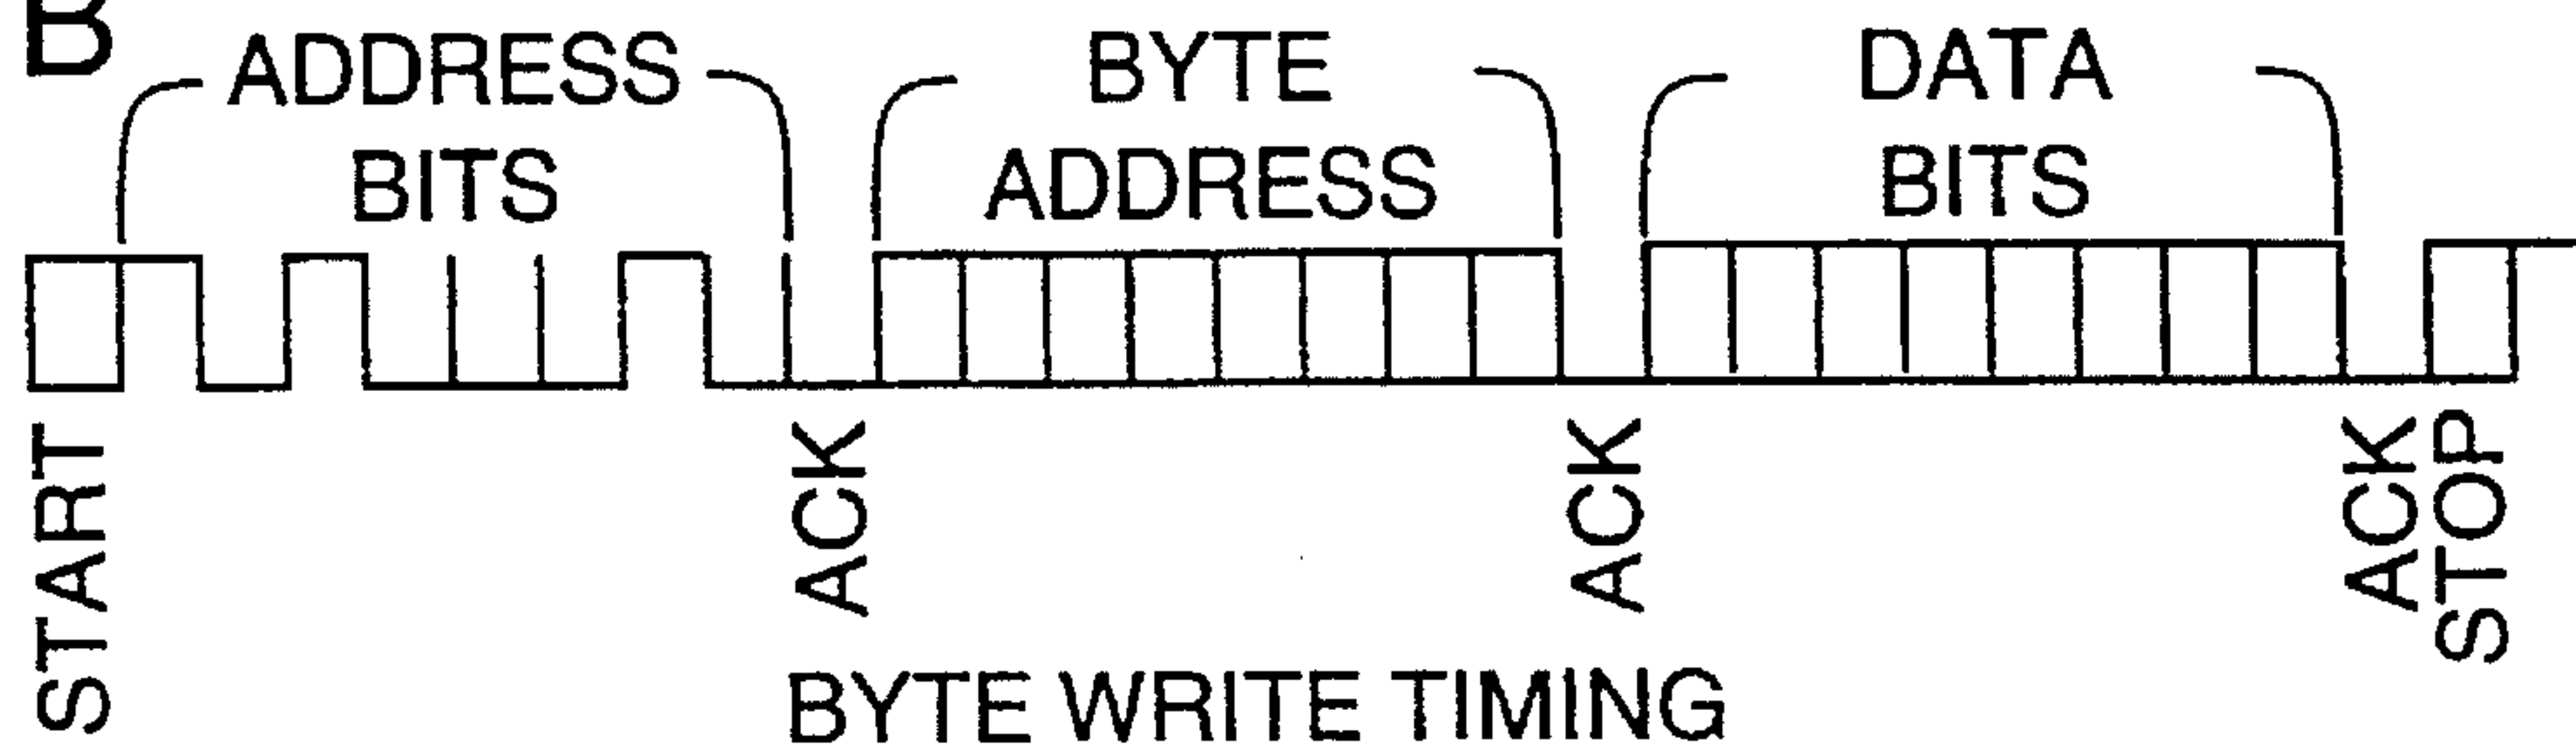 B
ADDRESS BITS
BYTE ADDRESS
DATA BITS
START
ACK
ACK
ACK
STOP
BYTE WRITE TIMING